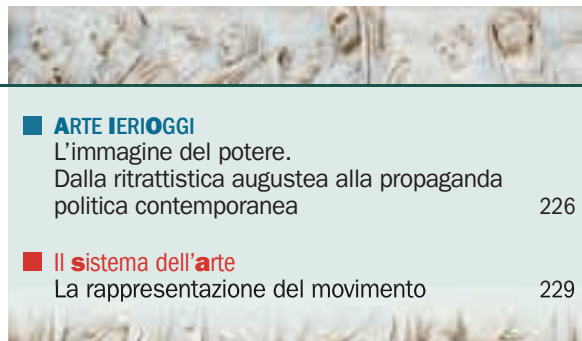 ARTE IERIOGGI
L’immagine del potere.
Dalla ritrattistica augustea alla propaganda
politica contemporanea 226
Il sistema dell’arte
La rappresentazione del movimento 229